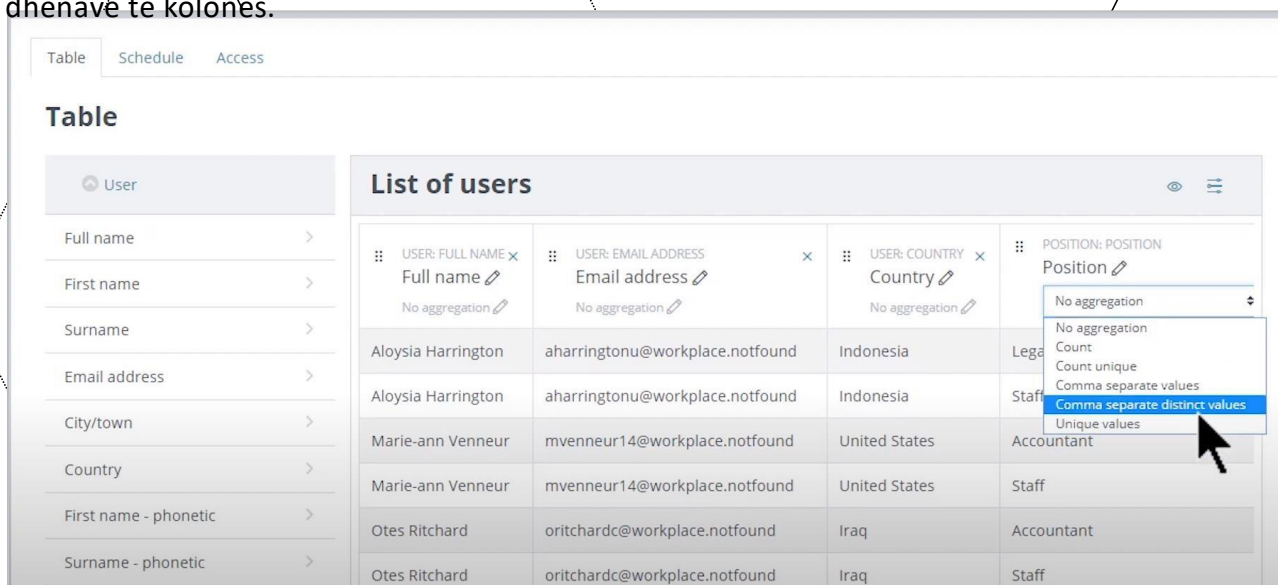 dhënave të kolonës.
Table Schedule Access
Table
User
Full name
First name
Surname
Email address
City/town
Country
First name - phonetic
Surname - phonetic
List of users
USER: FULL NAME USER: EMAIL ADDRESS USER: COUNTRY POSITION: POSITION
Full name Email address Country Position
No aggregation No aggregation No aggregation No aggregation
No aggregation
Count
Count unique
Comma separate values
Comma separate distinct values
Unique values
Aloysia Harrington aharringtonu@workplace.notfound Indonesia
Aloysia Harrington aharringtonu@workplace.notfound Indonesia
Marie-ann Venneur mvenneur14@workplace.notfound United States Accountant
Marie-ann Venneur mvenneur14@workplace.notfound United States Staff
Otes Ritchard oritchardc@workplace.notfound Iraq Accountant
Otes Ritchard oritchardc@workplace.notfound Iraq Staff